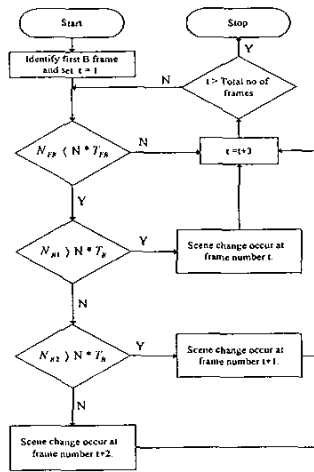 Start
Stop
Identify first B frame
and set t = 1
N
Y
t > Total no of
frames
N_FB ⟨ N * T_FB
N
t =t+3
Y
N_B1 ⟩ N * T_B
Y
Scene change occur at
frame number t.
N
N_B2 ⟩ N * T_B
Y
Scene change occur at
frame number t+1.
N
Scene change occur at
frame number t+2.